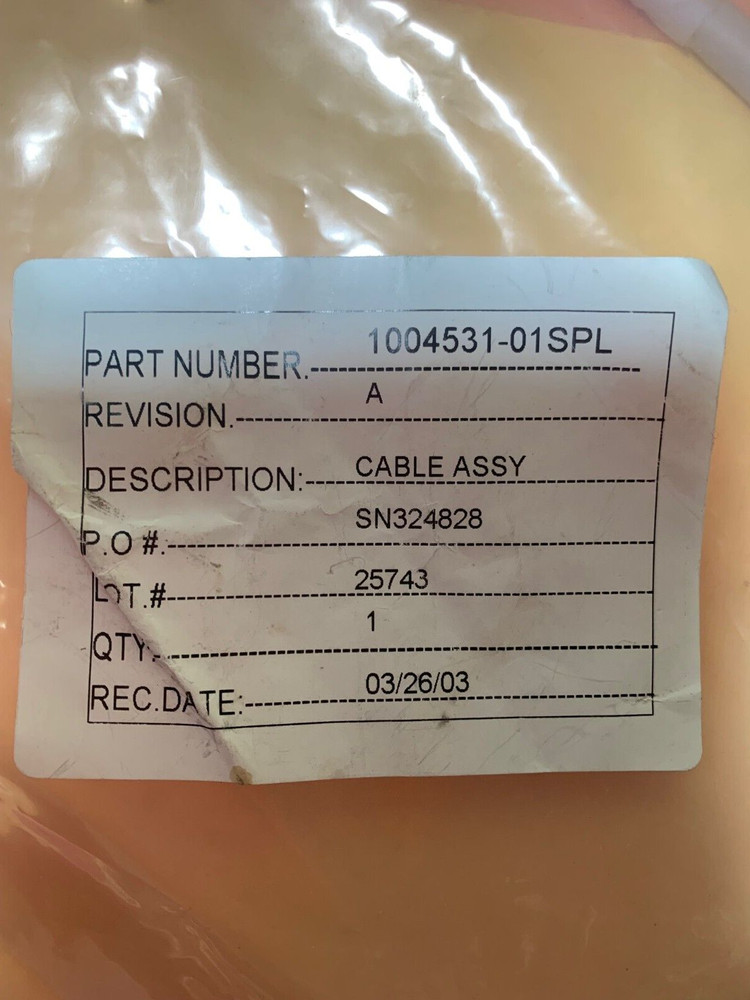 PART NUMBER. 1004531-01SPL
REVISION. A
DESCRIPTION: CABLE ASSY
P.O #. SN324828
LOT.# 25743
QTY. 1
REC.DATE: 03/26/03